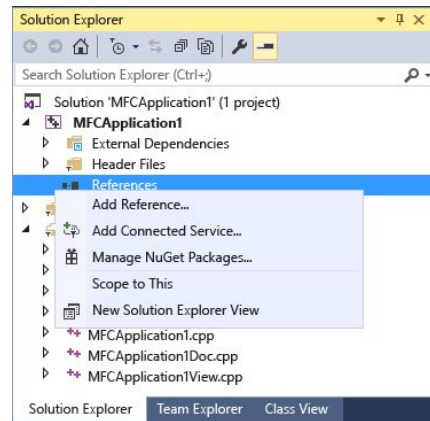 Solution Explorer
Search Solution Explorer (Ctrl+;)
Solution 'MFCApplication1' (1 project)
MFCApplication1
External Dependencies
Header Files
References
Add Reference...
Add Connected Service...
Manage NuGet Packages...
Scope to This
New Solution Explorer View
MFCApplication1.cpp
MFCApplication1Doc.cpp
MFCApplication1View.cpp
Solution Explorer Team Explorer Class View